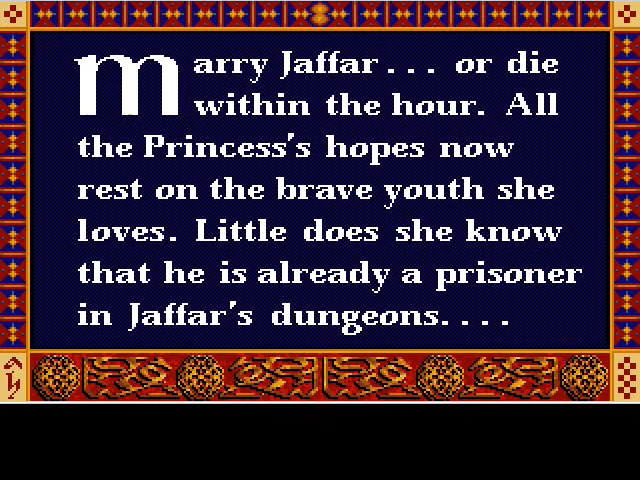 Marry Jaffar... or die
within the hour. All
the Princess's hopes now
rest on the brave youth she
loves. Little does she know
that he is already a prisoner
in Jaffar's dungeons....